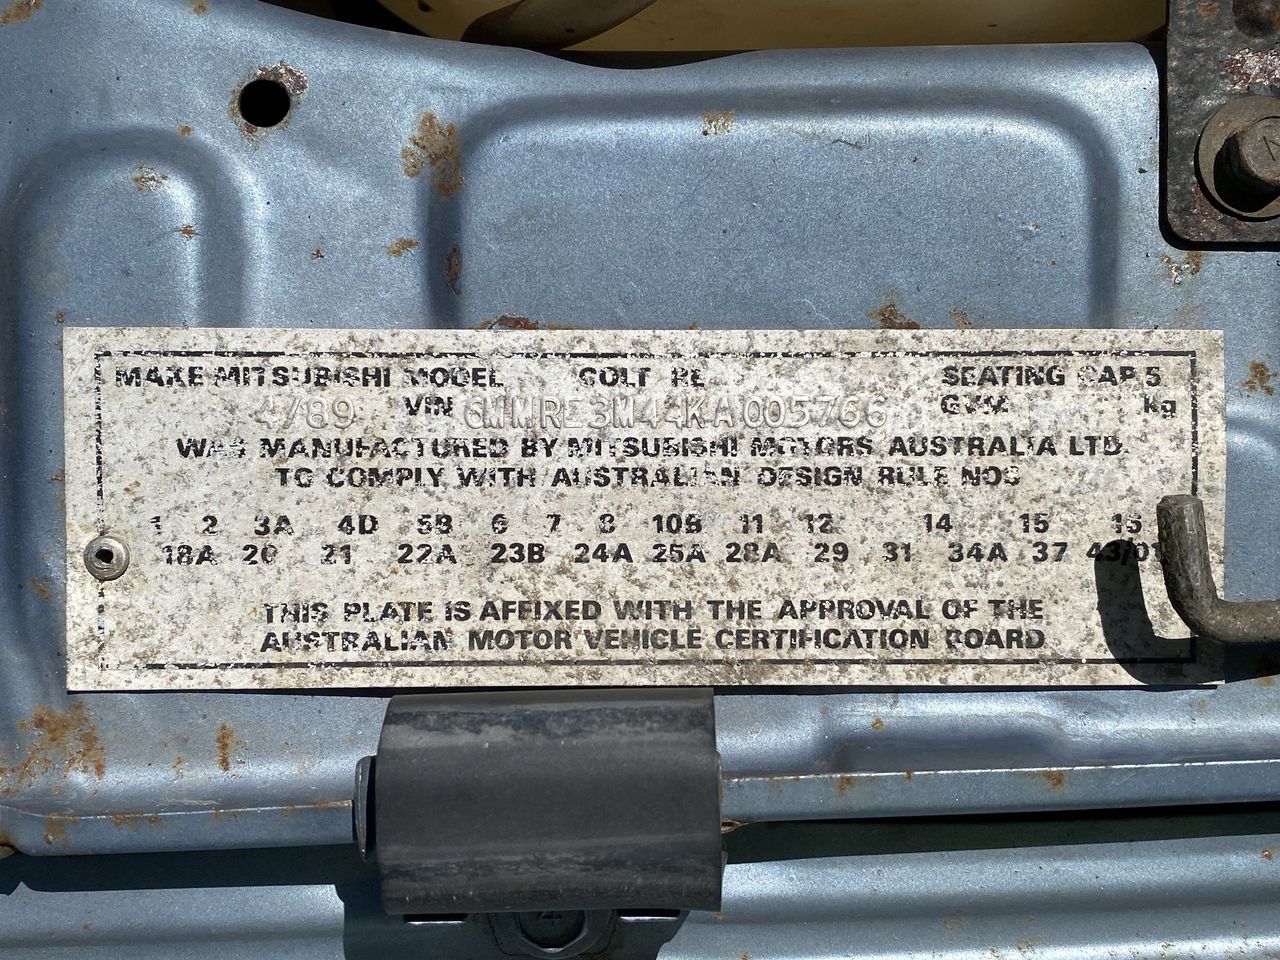 MAKE MITSUBISHI MODEL COLT RE SEATING CAP 5
4/89 VIN 6MMRE3M44KA005766 GVM Kg
WAS MANUFACTURED BY MITSUBISHI MOTORS AUSTRALIA LTD.
TO COMPLY WITH AUSTRALIAN DESIGN RULE NOS
1 2 3A 4D 5B 6 7 8 10B 11 12 14 15 15
18A 20 21 22A 23B 24A 25A 28A 29 31 34A 37 43/01
THIS PLATE IS AFFIXED WITH THE APPROVAL OF THE
AUSTRALIAN MOTOR VEHICLE CERTIFICATION BOARD